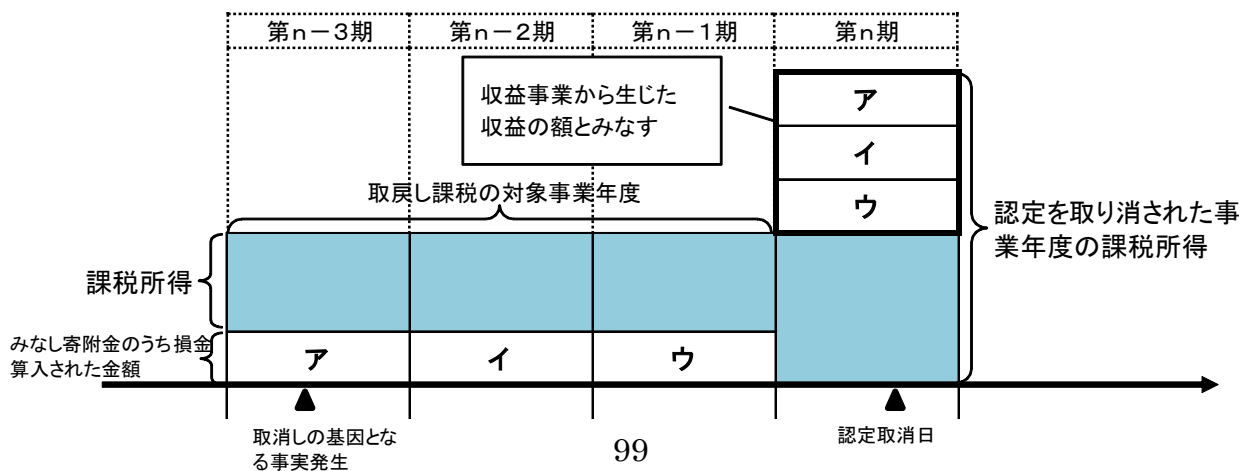 第n－3期
第n－2期
第n－1期
第n期
収益事業から生じた
収益の額とみなす
ア
イ
ウ
取戻し課税の対象事業年度
認定を取り消された事
業年度の課税所得
課税所得
みなし寄附金のうち損金
算入された金額
ア
イ
ウ
取消しの基因とな
る事実発生
認定取消日
99